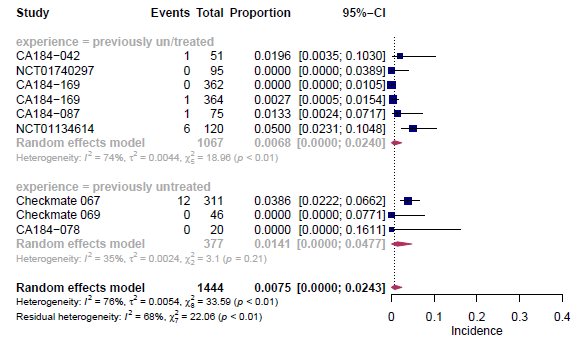 Study Events Total Proportion 95%−CI
experience = previously un/treated
CA184−042 1 51 0.0196 [0.0035; 0.1030]
NCT01740297 0 95 0.0000 [0.0000; 0.0389]
CA184−169 0 362 0.0000 [0.0000; 0.0105]
CA184−169 1 364 0.0027 [0.0005; 0.0154]
CA184−087 1 75 0.0133 [0.0024; 0.0717]
NCT01134614 6 120 0.0500 [0.0231; 0.1048]
Random effects model 1067 0.0068 [0.0000; 0.0240]
Heterogeneity: I² = 74%, τ² = 0.0044, χ²₅ = 18.96 (p < 0.01)
experience = previously untreated
Checkmate 067 12 311 0.0386 [0.0222; 0.0662]
Checkmate 069 0 46 0.0000 [0.0000; 0.0771]
CA184−078 0 20 0.0000 [0.0000; 0.1611]
Random effects model 377 0.0141 [0.0000; 0.0477]
Heterogeneity: I² = 35%, τ² = 0.0024, χ²₂ = 3.1 (p = 0.21)
Random effects model 1444 0.0075 [0.0000; 0.0243]
Heterogeneity: I² = 76%, τ² = 0.0054, χ²₈ = 33.59 (p < 0.01)
Residual heterogeneity: I² = 68%, χ²₇ = 22.06 (p < 0.01)
0 0.1 0.2 0.3 0.4
Incidence